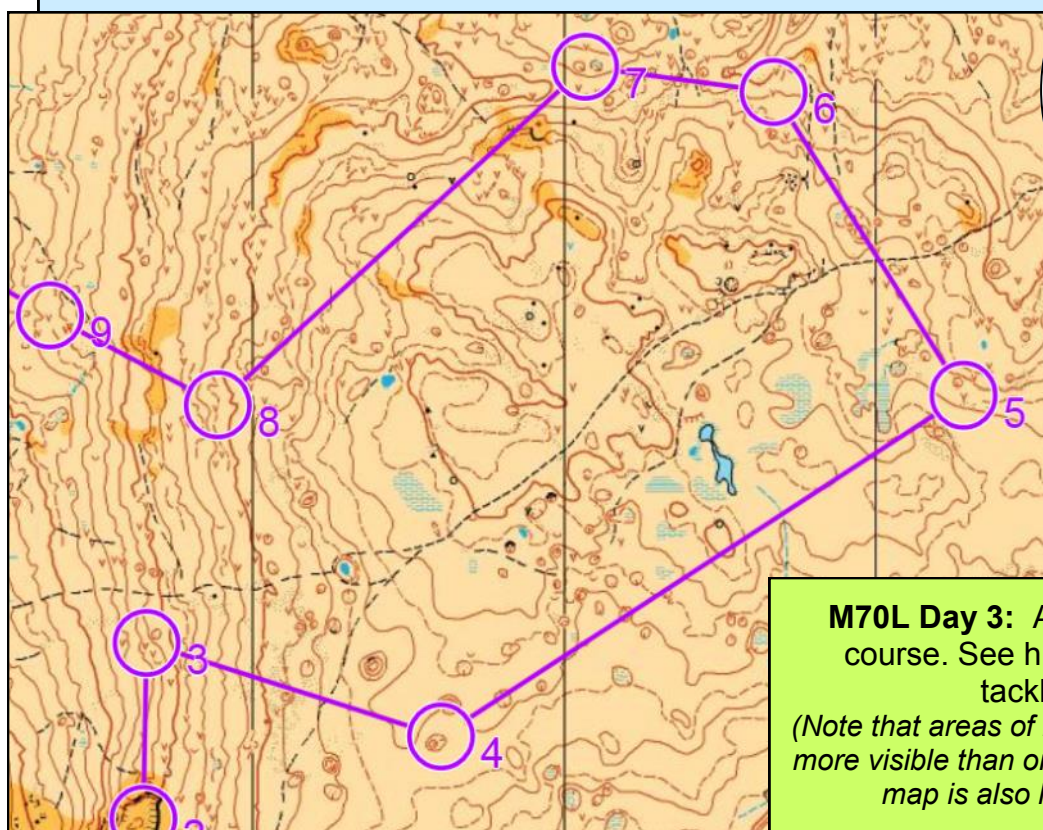 7
6
9
8
5
3
4
M70L Day 3: A
course. See h
tackl
(Note that areas of
more visible than o
map is also